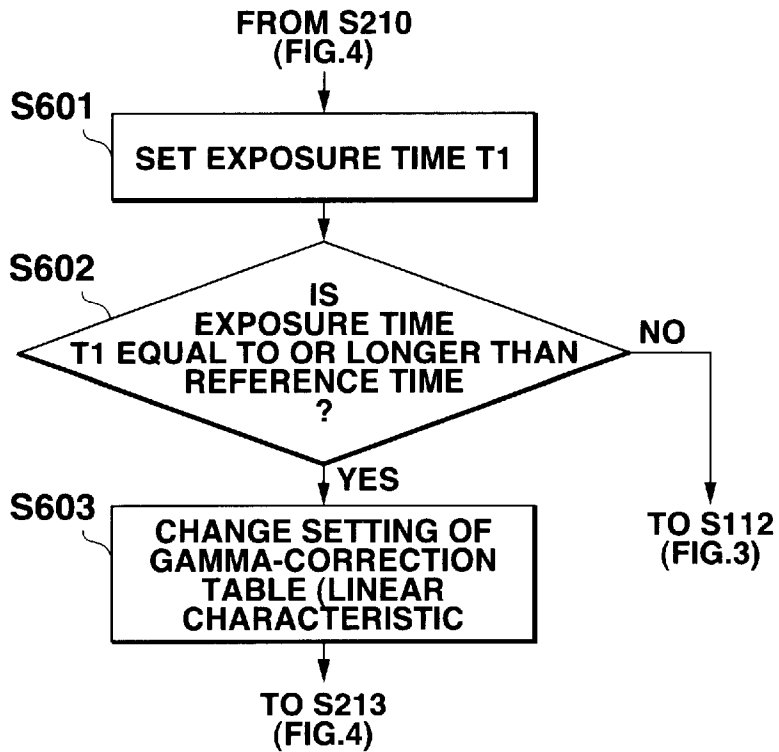 FROM S210
(FIG.4)
S601
SET EXPOSURE TIME T1
S602
IS
EXPOSURE TIME
T1 EQUAL TO OR LONGER THAN
REFERENCE TIME
?
NO
YES
S603
CHANGE SETTING OF
GAMMA-CORRECTION
TABLE (LINEAR
CHARACTERISTIC
TO S112
(FIG.3)
TO S213
(FIG.4)